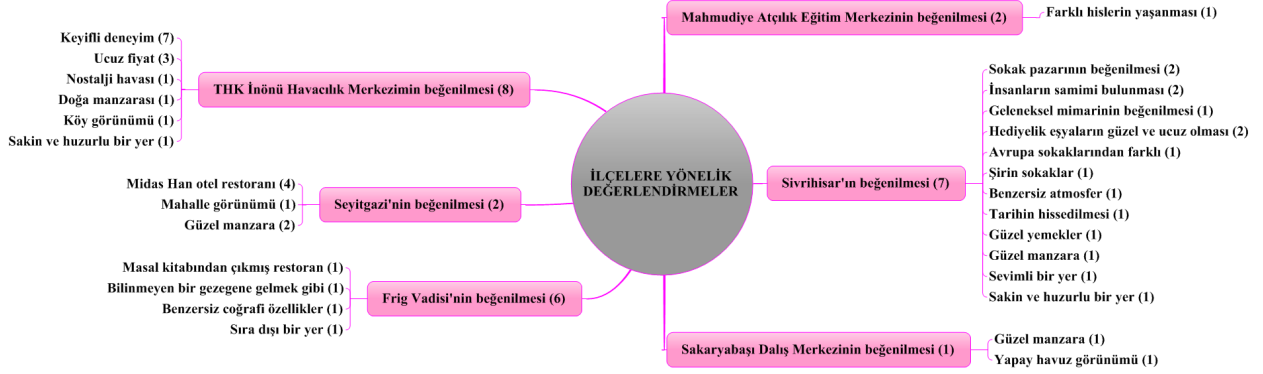 İLÇELERE YÖNELİK
DEĞERLENDİRMELER
Mahmudiye Atçılık Eğitim Merkezinin beğenilmesi (2)
Farklı hislerin yaşanması (1)
Sivrihisar'ın beğenilmesi (7)
Sokak pazarının beğenilmesi (2)
İnsanların samimi bulunması (2)
Geleneksel mimarinin beğenilmesi (1)
Hediyelik eşyaların güzel ve ucuz olması (2)
Avrupa sokaklarından farklı (1)
Şirin sokaklar (1)
Benzersiz atmosfer (1)
Tarihin hissedilmesi (1)
Güzel yemekler (1)
Güzel manzara (1)
Sevimli bir yer (1)
Sakin ve huzurlu bir yer (1)
Sakaryabaşı Dalış Merkezinin beğenilmesi (1)
Güzel manzara (1)
Yapay havuz görünümü (1)
THK İnönü Havacılık Merkezimin beğenilmesi (8)
Keyifli deneyim (7)
Ucuz fiyat (3)
Nostalji havası (1)
Doğa manzarası (1)
Köy görünümü (1)
Sakin ve huzurlu bir yer (1)
Seyitgazi'nin beğenilmesi (2)
Midas Han otel restoranı (4)
Mahalle görünümü (1)
Güzel manzara (2)
Frig Vadisi'nin beğenilmesi (6)
Masal kitabından çıkmış restoran (1)
Bilinmeyen bir gezegene gelmek gibi (1)
Benzersiz coğrafi özellikler (1)
Sıra dışı bir yer (1)